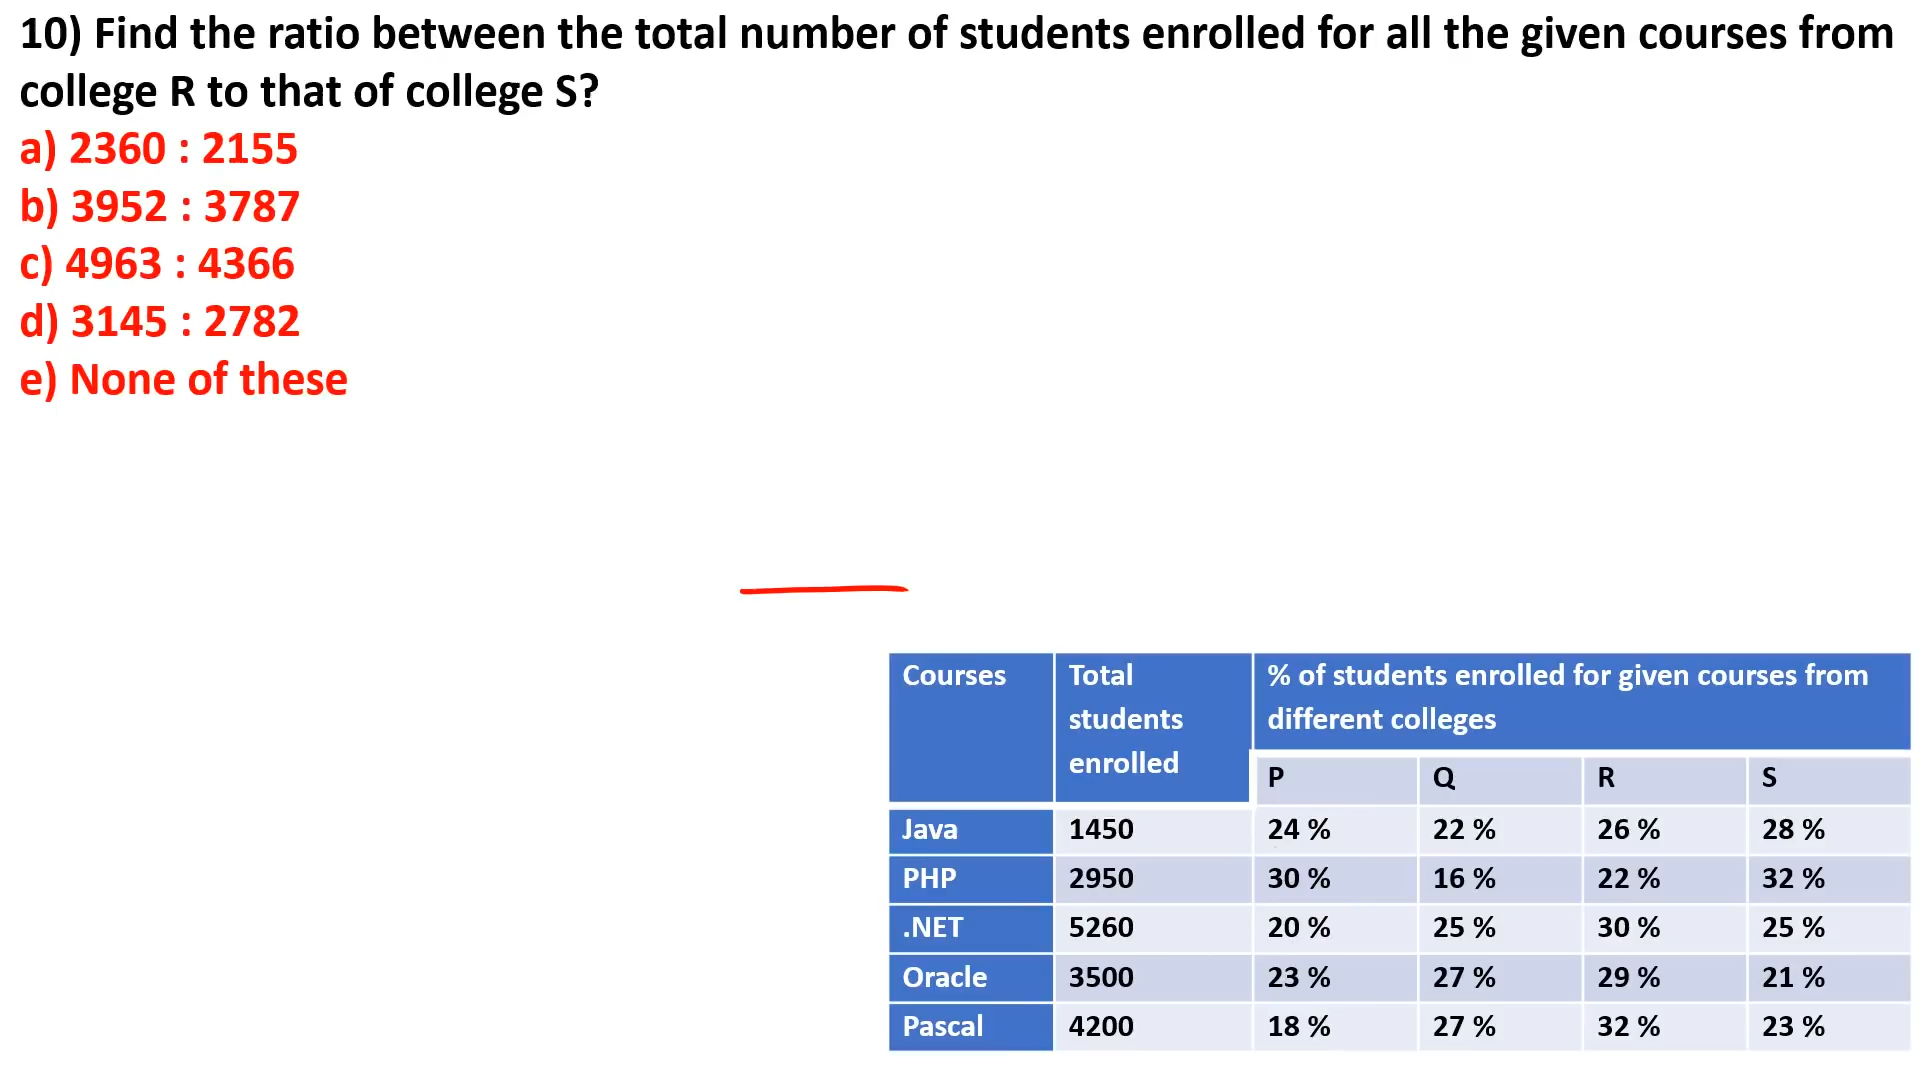 10) Find the ratio between the total number of students enrolled for all the given courses from
college R to that of college S?
a) 2360 : 2155
b) 3952 : 3787
c) 4963 : 4366
d) 3145 : 2782
e) None of these
Courses
Total
students
enrolled
% of students enrolled for given courses from
different colleges
P Q R S
Java 1450 24 % 22 % 26 % 28 %
PHP 2950 30 % 16 % 22 % 32 %
.NET 5260 20 % 25 % 30 % 25 %
Oracle 3500 23 % 27 % 29 % 21 %
Pascal 4200 18 % 27 % 32 % 23 %